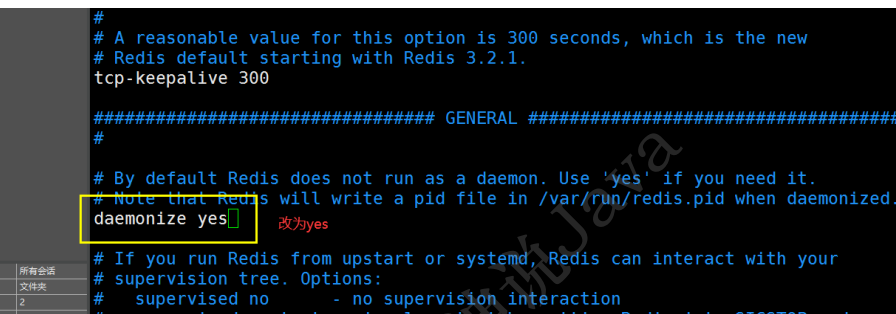 #
# A reasonable value for this option is 300 seconds, which is the new
# Redis default starting with Redis 3.2.1.
tcp-keepalive 300
################################# GENERAL ####################################
#
# By default Redis does not run as a daemon. Use 'yes' if you need it.
# Note that Redis will write a pid file in /var/run/redis.pid when daemonized.
daemonize yes
改为yes
# If you run Redis from upstart or systemd, Redis can interact with your
# supervision tree. Options:
#   supervised no      - no supervision interaction
所有会话
文件夹
2
Java